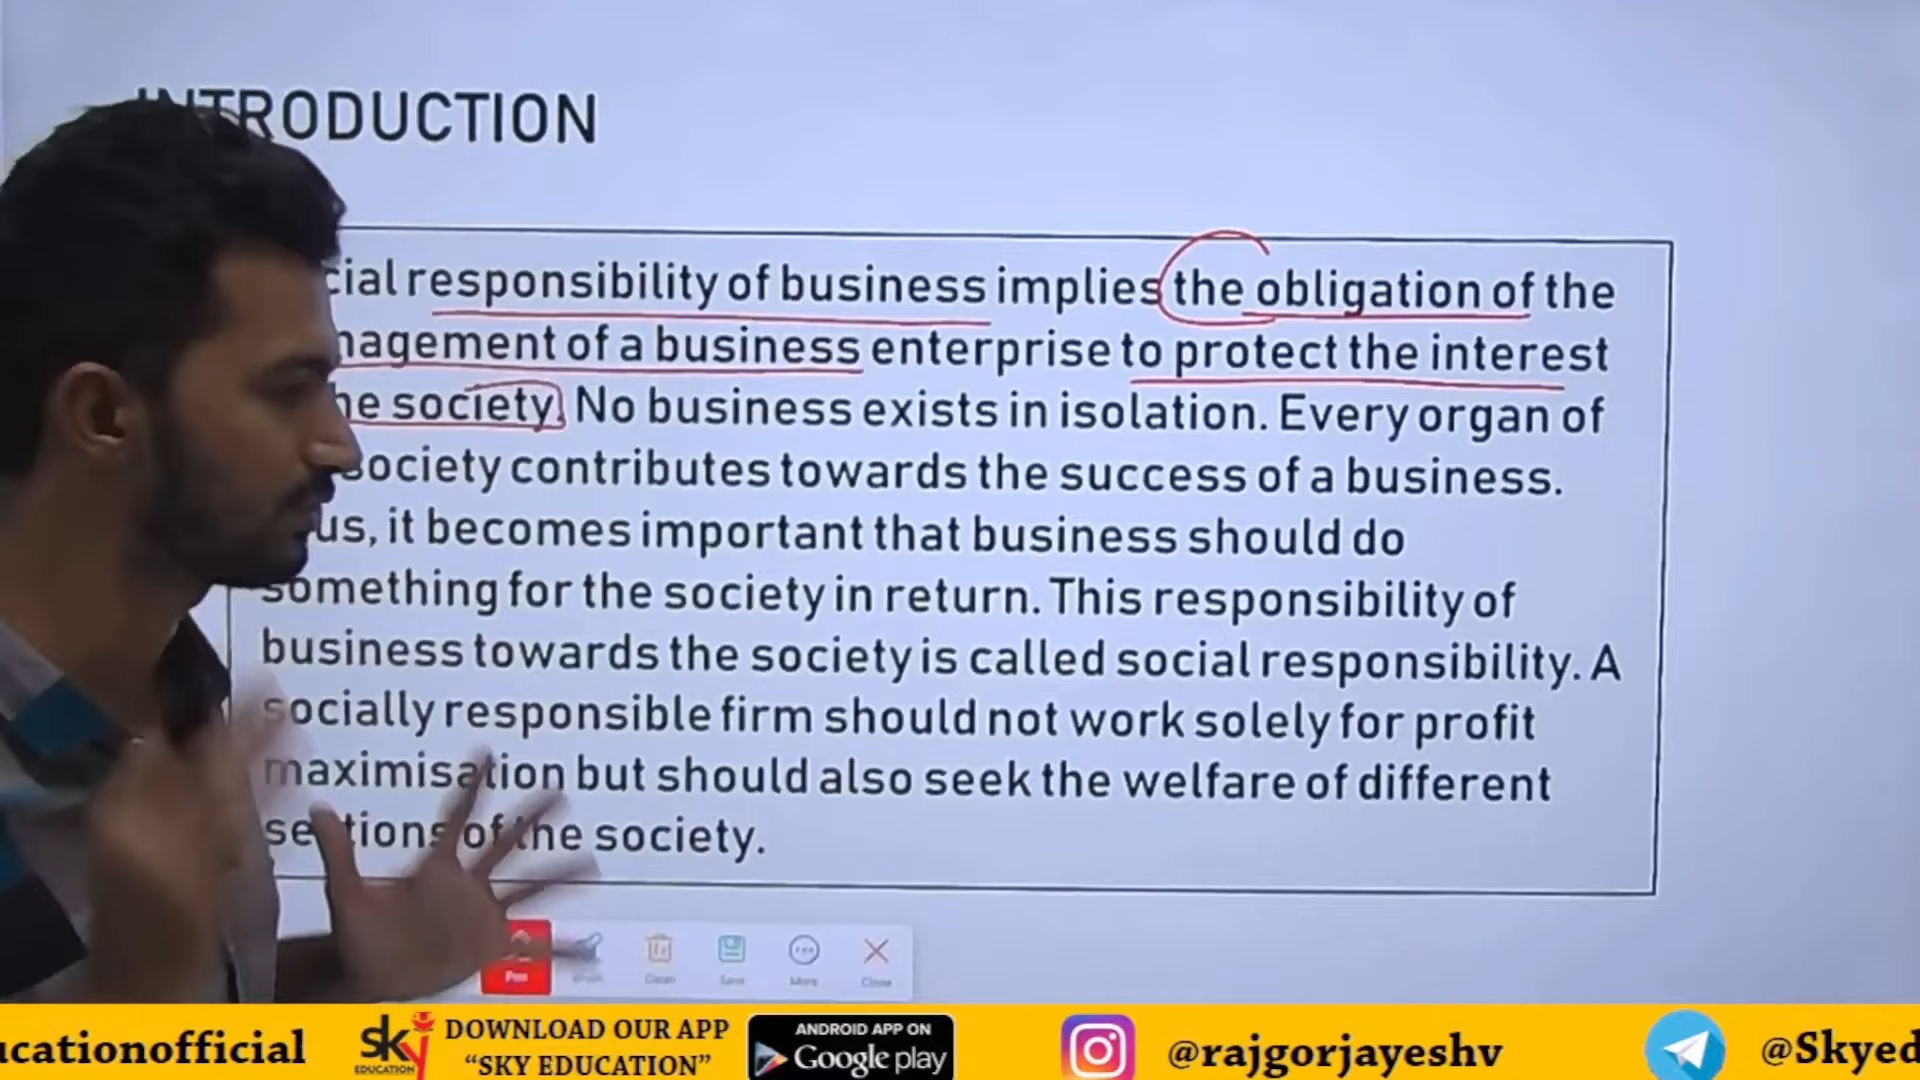 INTRODUCTION
cial responsibility of business implies the obligation of the
nagement of a business enterprise to protect the interest
he society. No business exists in isolation. Every organ of
society contributes towards the success of a business.
us, it becomes important that business should do
something for the society in return. This responsibility of
business towards the society is called social responsibility. A
socially responsible firm should not work solely for profit
maximisation but should also seek the welfare of different
sections of the society.
Pen Clean Save More Close
ucationofficial
sky EDUCATION
DOWNLOAD OUR APP
“SKY EDUCATION”
ANDROID APP ON
Google play
@rajgorjayeshv
@Skyed